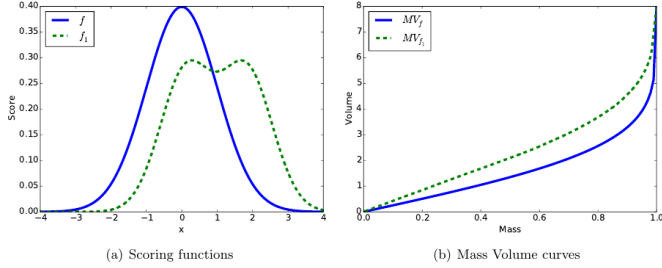 f
f₁
Score
0.40
0.35
0.30
0.25
0.20
0.15
0.10
0.05
0.00
−4 −3 −2 −1 0 1 2 3 4
x
(a) Scoring functions
MV_f
MV_f₁
Volume
8
7
6
5
4
3
2
1
0
0.0 0.2 0.4 0.6 0.8 1.0
Mass
(b) Mass Volume curves